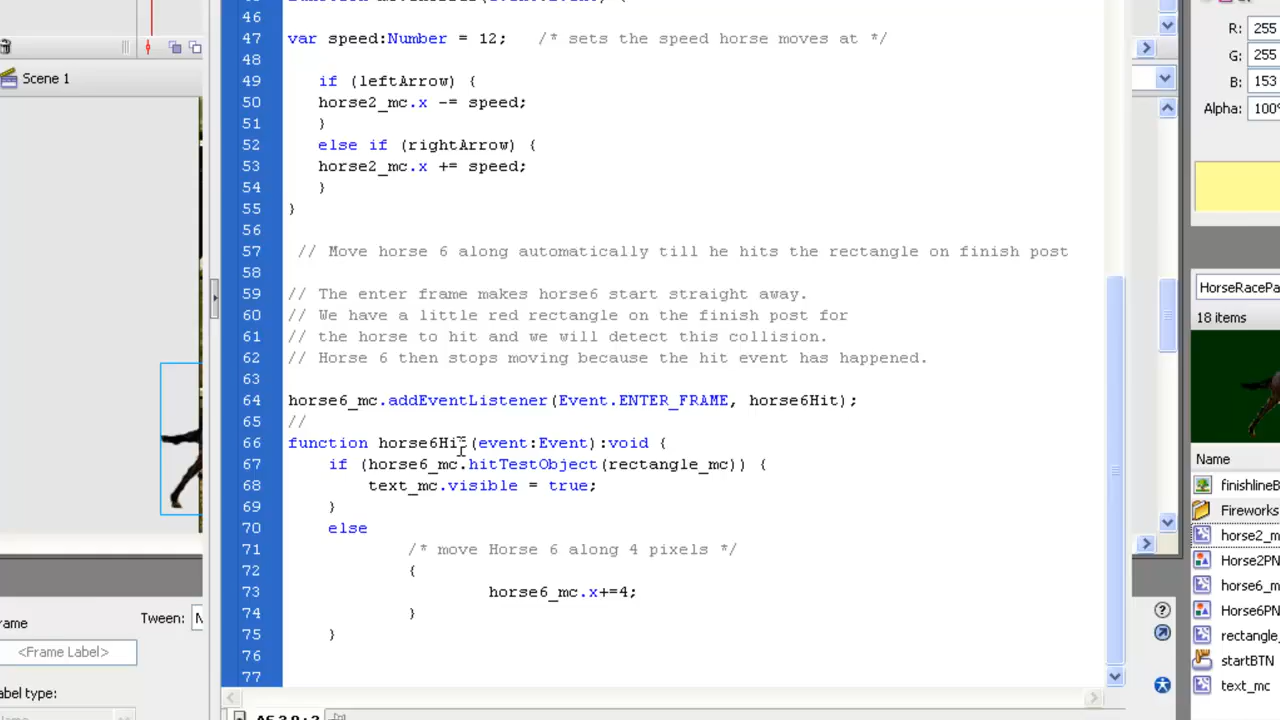 46
47 var speed:Number = 12; /* sets the speed horse moves at */
48
49 if (leftArrow) {
50 horse2_mc.x -= speed;
51 }
52 else if (rightArrow) {
53 horse2_mc.x += speed;
54 }
55 }
56
57 // Move horse 6 along automatically till he hits the rectangle on finish post
58
59 // The enter frame makes horse6 start straight away.
60 // We have a little red rectangle on the finish post for
61 // the horse to hit and we will detect this collision.
62 // Horse 6 then stops moving because the hit event has happened.
63
64 horse6_mc.addEventListener(Event.ENTER_FRAME, horse6Hit);
65 //
66 function horse6Hit(event:Event):void {
67 if (horse6_mc.hitTestObject(rectangle_mc)) {
68 text_mc.visible = true;
69 }
70 else
71 /* move Horse 6 along 4 pixels */
72 {
73 horse6_mc.x+=4;
74 }
75 }
76
77
Scene 1
Tween: N
<Frame Label>
abel type:
R: 255
G: 255
B: 153
Alpha: 100%
HorseRacePa
18 items
Name
finishlineB
Fireworks
horse2_m
Horse2PN
horse6_m
Horse6PN
rectangle_
startBTN
text_mc